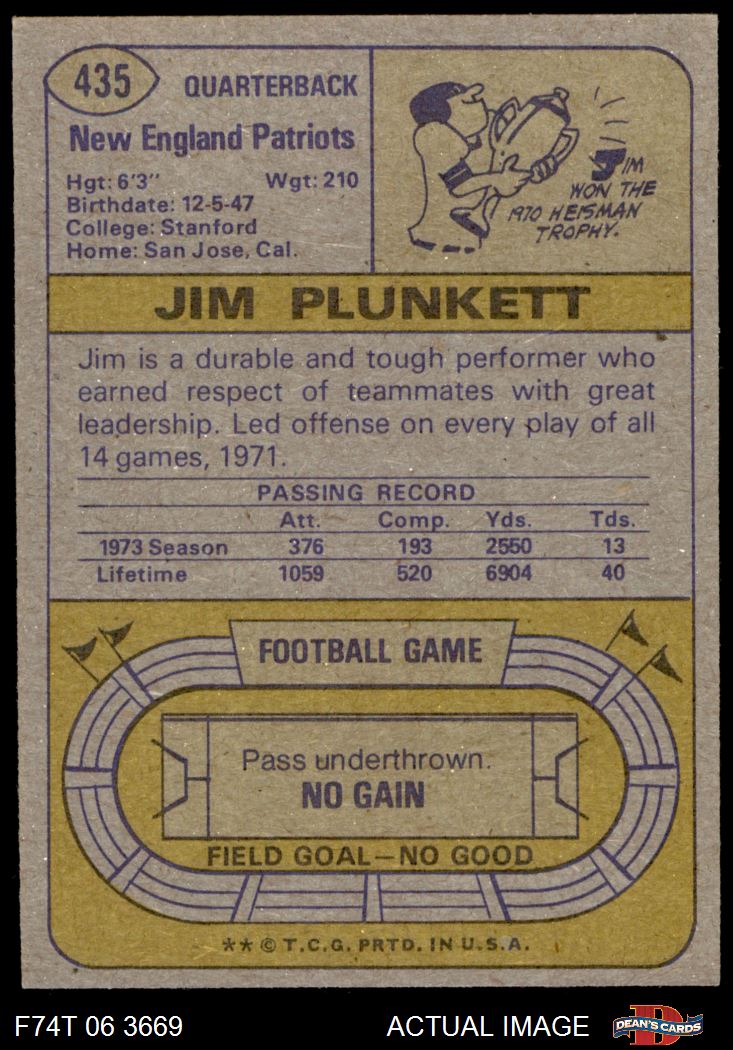 435
QUARTERBACK
New England Patriots
Hgt: 6'3" Wgt: 210
Birthdate: 12-5-47
College: Stanford
Home: San Jose, Cal.
JIM
WON THE
1970 HEISMAN
TROPHY.
JIM PLUNKETT
Jim is a durable and tough performer who
earned respect of teammates with great
leadership. Led offense on every play of all
14 games, 1971.
PASSING RECORD
Att. Comp. Yds. Tds.
1973 Season 376 193 2550 13
Lifetime 1059 520 6904 40
FOOTBALL GAME
Pass underthrown.
NO GAIN
FIELD GOAL—NO GOOD
** © T.C.G. PRTD. IN U.S.A.
F74T 06 3669 ACTUAL IMAGE
D
DEAN'S CARDS